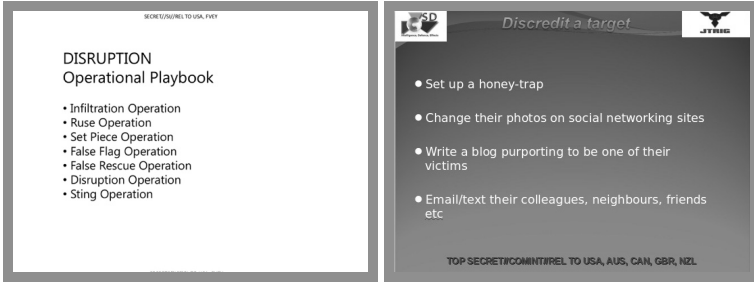 SECRET//SI//REL TO USA, FVEY
DISRUPTION
Operational Playbook
• Infiltration Operation
• Ruse Operation
• Set Piece Operation
• False Flag Operation
• False Rescue Operation
• Disruption Operation
• Sting Operation
SD
JTRIG
Discredit a target
• Set up a honey-trap
• Change their photos on social networking sites
• Write a blog purporting to be one of their
victims
• Email/text their colleagues, neighbours, friends
etc
TOP SECRET//COMINT//REL TO USA, AUS, CAN, GBR, NZL